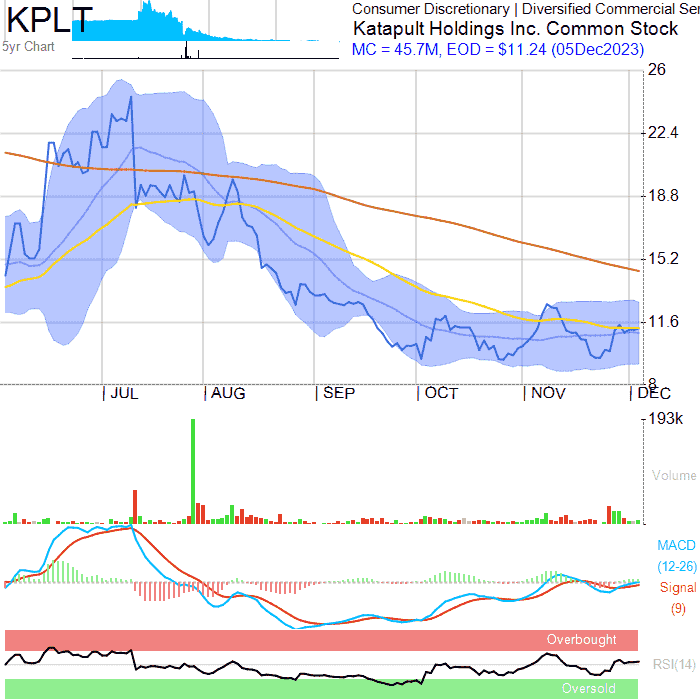 KPLT
5yr Chart
Consumer Discretionary | Diversified Commercial Ser
Katapult Holdings Inc. Common Stock
MC = 45.7M, EOD = $11.24 (05Dec2023)
26
22.4
18.8
15.2
11.6
8
JUL AUG SEP OCT NOV DEC
193k
Volume
MACD
(12-26)
Signal
(9)
Overbought
RSI(14)
Oversold